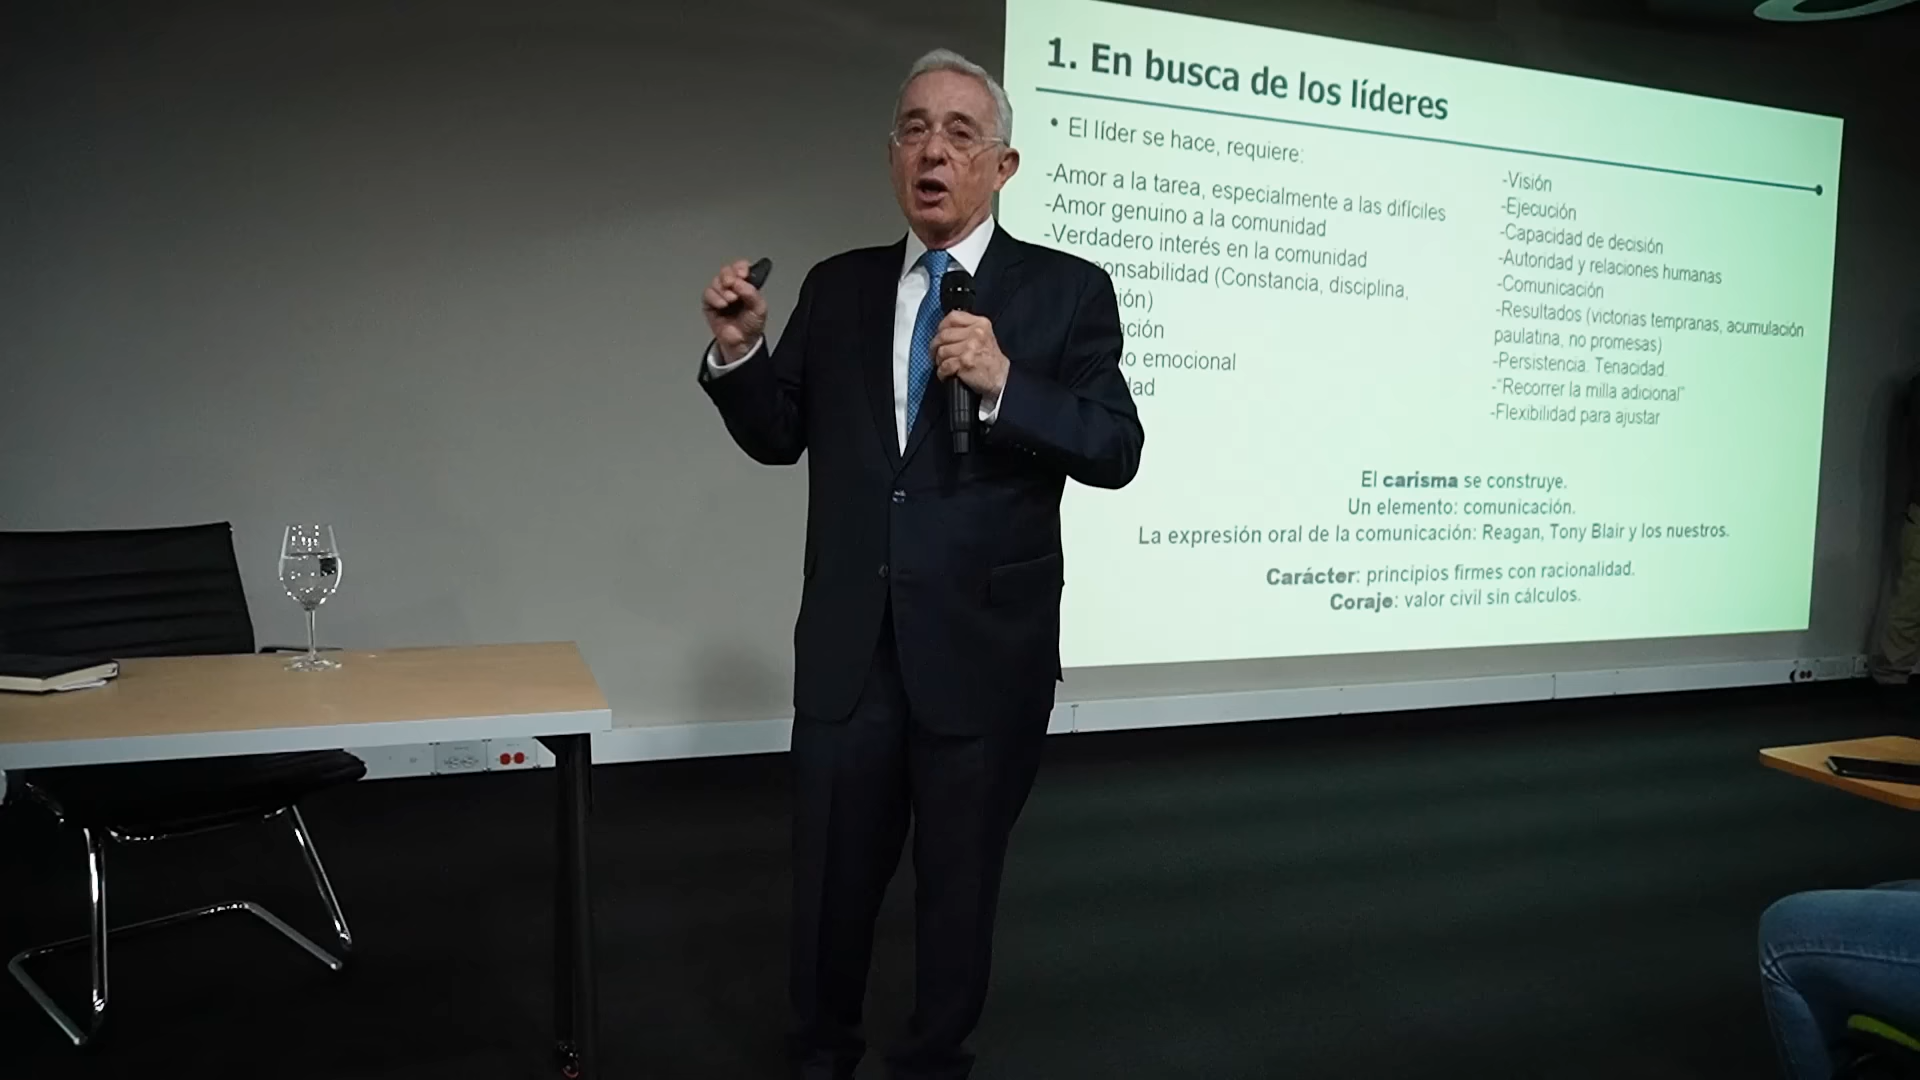 1. En busca de los líderes
• El líder se hace, requiere:
-Amor a la tarea, especialmente a las difíciles
-Amor genuino a la comunidad
-Verdadero interés en la comunidad
(Constancia, disciplina,
emocional
-Visión
-Ejecución
-Capacidad de decisión
-Autoridad y relaciones humanas
-Comunicación
-Resultados (victorias tempranas, acumulación
paulatina, no promesas)
-Persistencia. Tenacidad.
-"Recorrer la milla adicional"
-Flexibilidad para ajustar
El carisma se construye.
Un elemento: comunicación.
La expresión oral de la comunicación: Reagan, Tony Blair y los nuestros.
Carácter: principios firmes con racionalidad.
Coraje: valor civil sin cálculos.